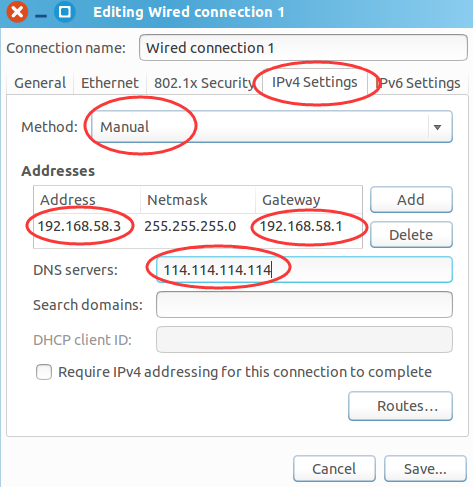 Editing Wired connection 1
Connection name: Wired connection 1
General Ethernet 802.1x Security IPv4 Settings IPv6 Settings
Method: Manual
Addresses
Address Netmask Gateway Add
192.168.58.3 255.255.255.0 192.168.58.1 Delete
DNS servers: 114.114.114.114
Search domains:
DHCP client ID:
Require IPv4 addressing for this connection to complete
Routes...
Cancel Save...